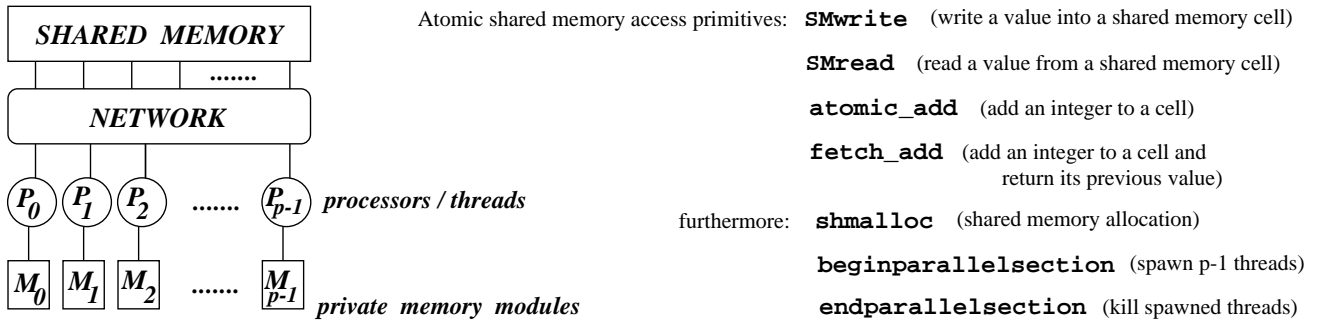 SHARED MEMORY
.......
NETWORK
P0 P1 P2 ....... Pp-1 processors / threads
M0 M1 M2 ....... Mp-1
private memory modules
Atomic shared memory access primitives: SMwrite (write a value into a shared memory cell)
SMread (read a value from a shared memory cell)
atomic_add (add an integer to a cell)
fetch_add (add an integer to a cell and
return its previous value)
furthermore: shmalloc (shared memory allocation)
beginparallelsection (spawn p-1 threads)
endparallelsection (kill spawned threads)